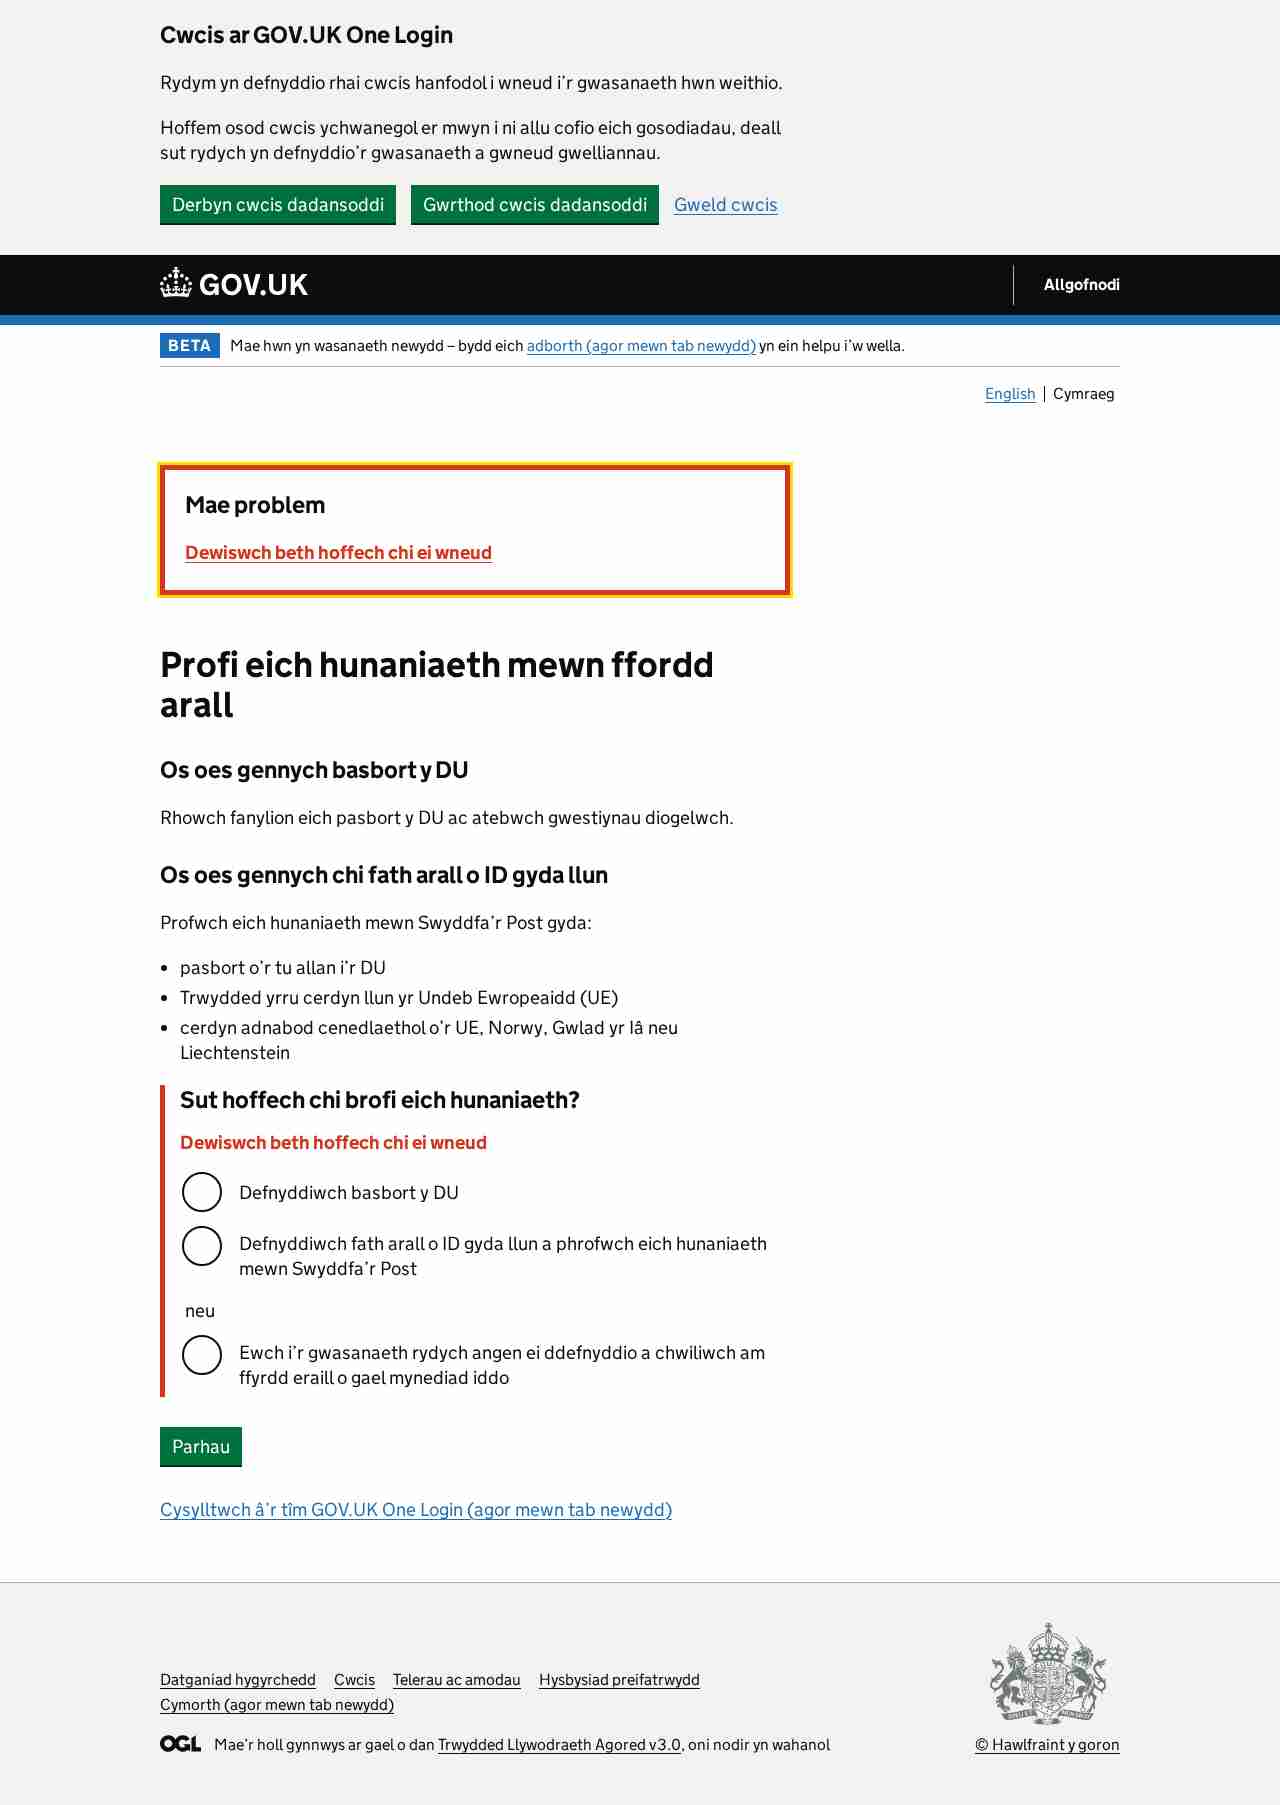 Cwcis ar GOV.UK One Login
Rydym yn defnyddio rhai cwcis hanfodol i wneud i’r gwasanaeth hwn weithio.
Hoffem osod cwcis ychwanegol er mwyn i ni allu cofio eich gosodiadau, deall
sut rydych yn defnyddio’r gwasanaeth a gwneud gwelliannau.
Derbyn cwcis dadansoddi Gwrthod cwcis dadansoddi Gweld cwcis
GOV.UK Allgofnodi
BETA Mae hwn yn wasanaeth newydd – bydd eich adborth (agor mewn tab newydd) yn ein helpu i’w wella.
English Cymraeg
Mae problem
Dewiswch beth hoffech chi ei wneud
Profi eich hunaniaeth mewn ffordd
arall
Os oes gennych basbort y DU
Rhowch fanylion eich pasbort y DU ac atebwch gwestiynau diogelwch.
Os oes gennych chi fath arall o ID gyda llun
Profwch eich hunaniaeth mewn Swyddfa’r Post gyda:
• pasbort o’r tu allan i’r DU
• Trwydded yrru cerdyn llun yr Undeb Ewropeaidd (UE)
• cerdyn adnabod cenedlaethol o’r UE, Norwy, Gwlad yr Iâ neu
Liechtenstein
Sut hoffech chi brofi eich hunaniaeth?
Dewiswch beth hoffech chi ei wneud
Defnyddiwch basbort y DU
Defnyddiwch fath arall o ID gyda llun a phrofwch eich hunaniaeth
mewn Swyddfa’r Post
neu
Ewch i’r gwasanaeth rydych angen ei ddefnyddio a chwiliwch am
ffyrdd eraill o gael mynediad iddo
Parhau
Cysylltwch â’r tîm GOV.UK One Login (agor mewn tab newydd)
Datganiad hygyrchedd Cwcis Telerau ac amodau Hysbysiad preifatrwydd
Cymorth (agor mewn tab newydd)
OGL Mae’r holl gynnwys ar gael o dan Trwydded Llywodraeth Agored v3.0, oni nodir yn wahanol
© Hawlfraint y goron